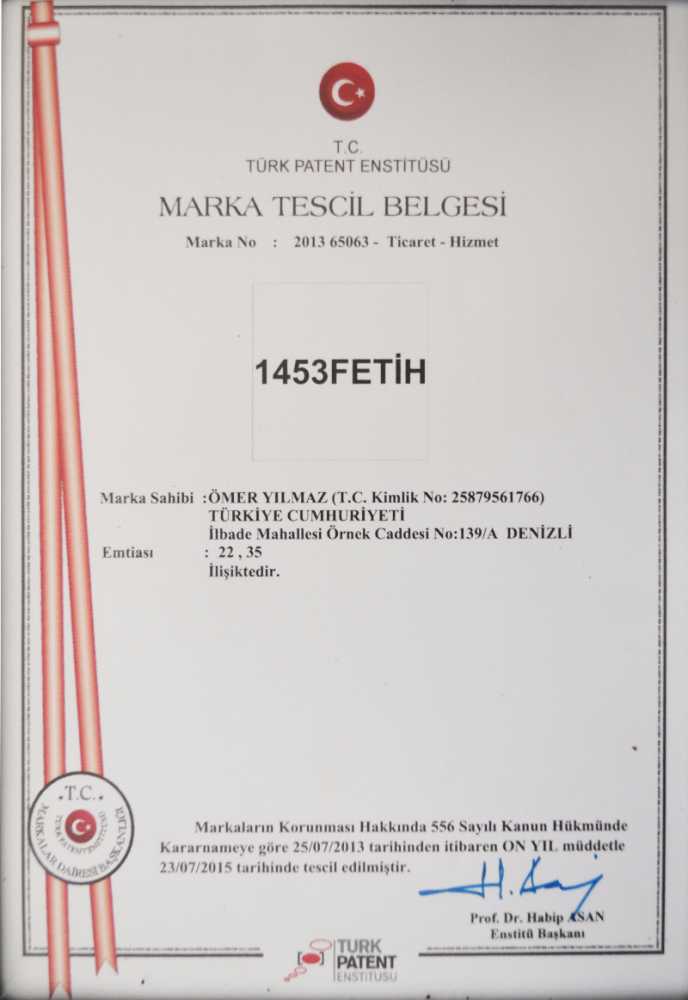 T.C.
TÜRK PATENT ENSTİTÜSÜ
MARKA TESCİL BELGESİ
Marka No : 2013 65063 - Ticaret - Hizmet
1453FETİH
Marka Sahibi :ÖMER YILMAZ (T.C. Kimlik No: 25879561766)
TÜRKİYE CUMHURİYETİ
İlbade Mahallesi Örnek Caddesi No:139/A DENİZLİ
Emtiası : 22 , 35
İlişiktedir.
Markaların Korunması Hakkında 556 Sayılı Kanun Hükmünde
Kararnameye göre 25/07/2013 tarihinden itibaren ON YIL müddetle
23/07/2015 tarihinde tescil edilmiştir.
Prof. Dr. Habip ASAN
Enstitü Başkanı
T.C.
TÜRK PATENT ENSTİTÜSÜ
MARKALAR DAİRESİ BAŞKANLIĞI
TURK
PATENT
ENSTİTÜSÜ